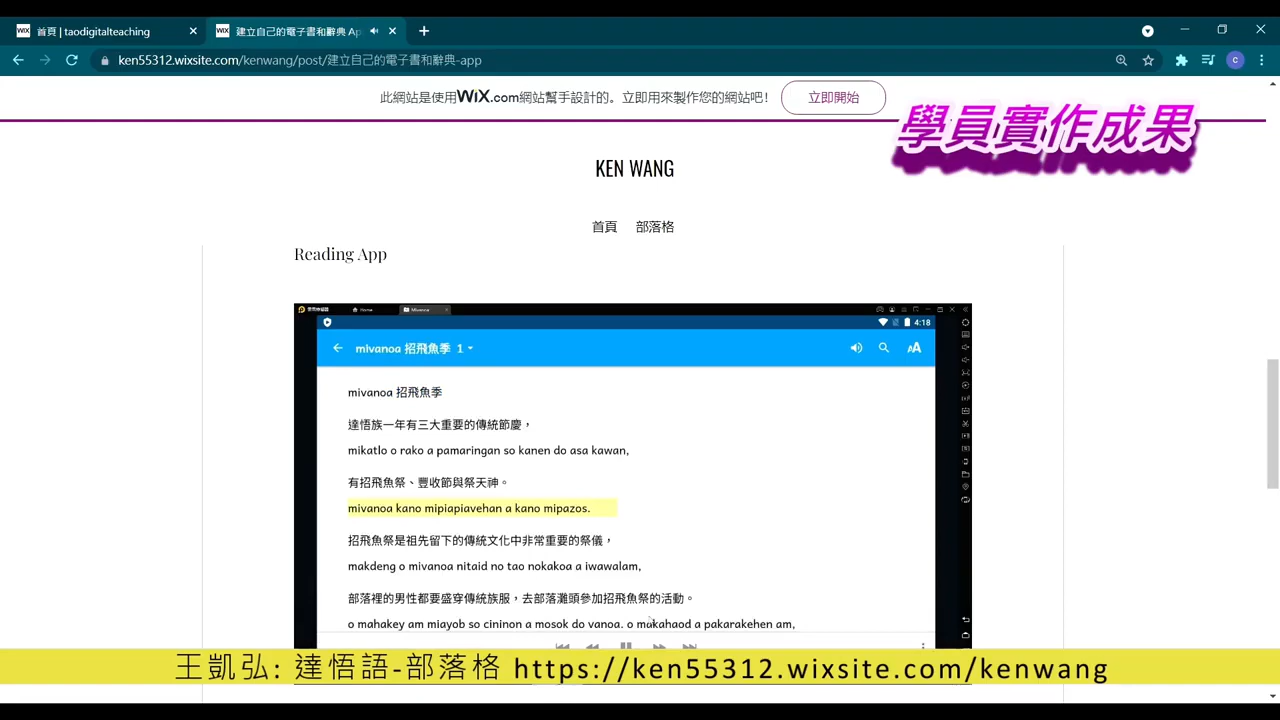 首頁 | taodigitalteaching
建立自己的電子書和辭典 Ap
ken55312.wixsite.com/kenwang/post/建立自己的電子書和辭典-app
此網站是使用WiX.com網站幫手設計的。立即用來製作您的網站吧！
立即開始
學員實作成果
KEN WANG
首頁 部落格
Reading App
Home
Mivanoa
4:18
mivanoa 招飛魚季 1
mivanoa 招飛魚季
達悟族一年有三大重要的傳統節慶，
mikatlo o rako a pamaringan so kanen do asa kawan,
有招飛魚祭、豐收節與祭天神。
mivanoa kano mipiapiavehan a kano mipazos.
招飛魚祭是祖先留下的傳統文化中非常重要的祭儀，
makdeng o mivanoa nitaid no tao nokakoa a iwawalam,
部落裡的男性都要盛穿傳統族服，去部落灘頭參加招飛魚祭的活動。
o mahakey am miayob so cininon a mosok do vanoa. o makahaod a pakarakehen am,
王凱弘: 達悟語-部落格 https://ken55312.wixsite.com/kenwang